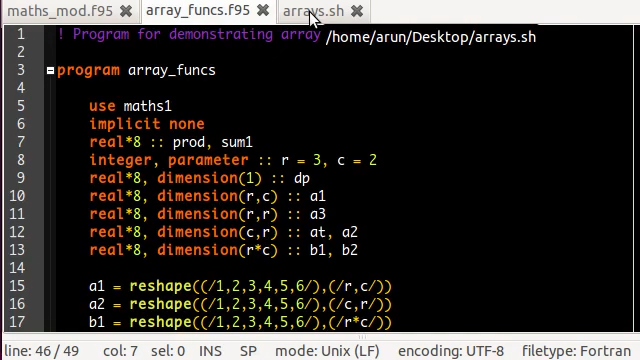 maths_mod.f95 array_funcs.f95 arrays.sh
/home/arun/Desktop/arrays.sh
1 ! Program for demonstrating array
2
3 program array_funcs
4
5 use maths1
6 implicit none
7 real*8 :: prod, sum1
8 integer, parameter :: r = 3, c = 2
9 real*8, dimension(1) :: dp
10 real*8, dimension(r,c) :: a1
11 real*8, dimension(r,r) :: a3
12 real*8, dimension(c,r) :: at, a2
13 real*8, dimension(r*c) :: b1, b2
14
15 a1 = reshape((/1,2,3,4,5,6/),(/r,c/))
16 a2 = reshape((/1,2,3,4,5,6/),(/c,r/))
17 b1 = reshape((/1,2,3,4,5,6/),(/r*c/))
line: 46 / 49 col: 7 sel: 0 INS SP mode: Unix (LF) encoding: UTF-8 filetype: Fortran